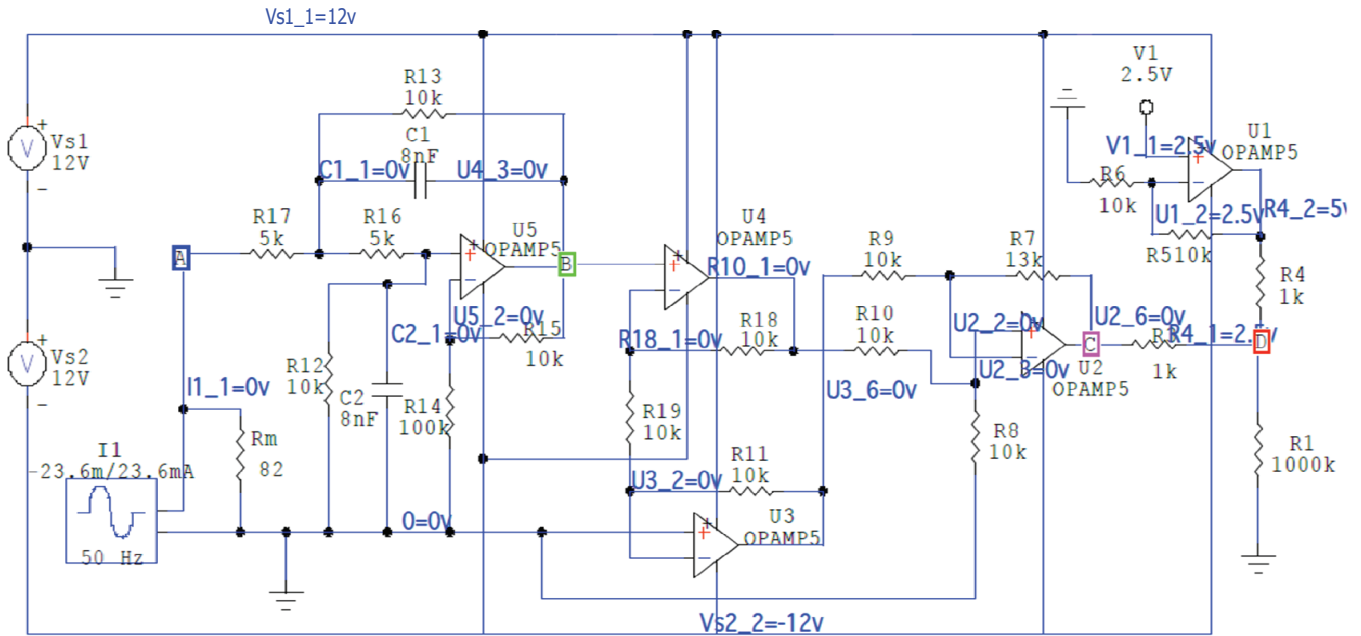 Vs1_1=12v
V1
2.5V
R13
10k
C1
8nF
Vs1
12V
U1
OPAMP5
V1_1=2.5v
C1_1=0v
U4_3=0v
R6
10k
R17
5k
R16
5k
U5
OPAMP5
U4
OPAMP5
U1_2=2.5v
R4_2=5v
A
B
R10_1=0v
R9
10k
R7
13k
R510k
R4
1k
U5_2=0v
C2_1=0v
R15
10k
R18_1=0v
R18
10k
R10
10k
U2_2=0v
U2_6=0v
R4_1=2.
C
D
1k
U2
OPAMP5
U2_3=0v
U3_6=0v
Vs2
12V
R12
10k
I1_1=0v
C2
8nF
R14
100k
R19
10k
R8
10k
R1
1000k
Rm
82
I1
-23.6m/23.6mA
50 Hz
R11
10k
U3_2=0v
0=0v
U3
OPAMP5
Vs2_2=-12v